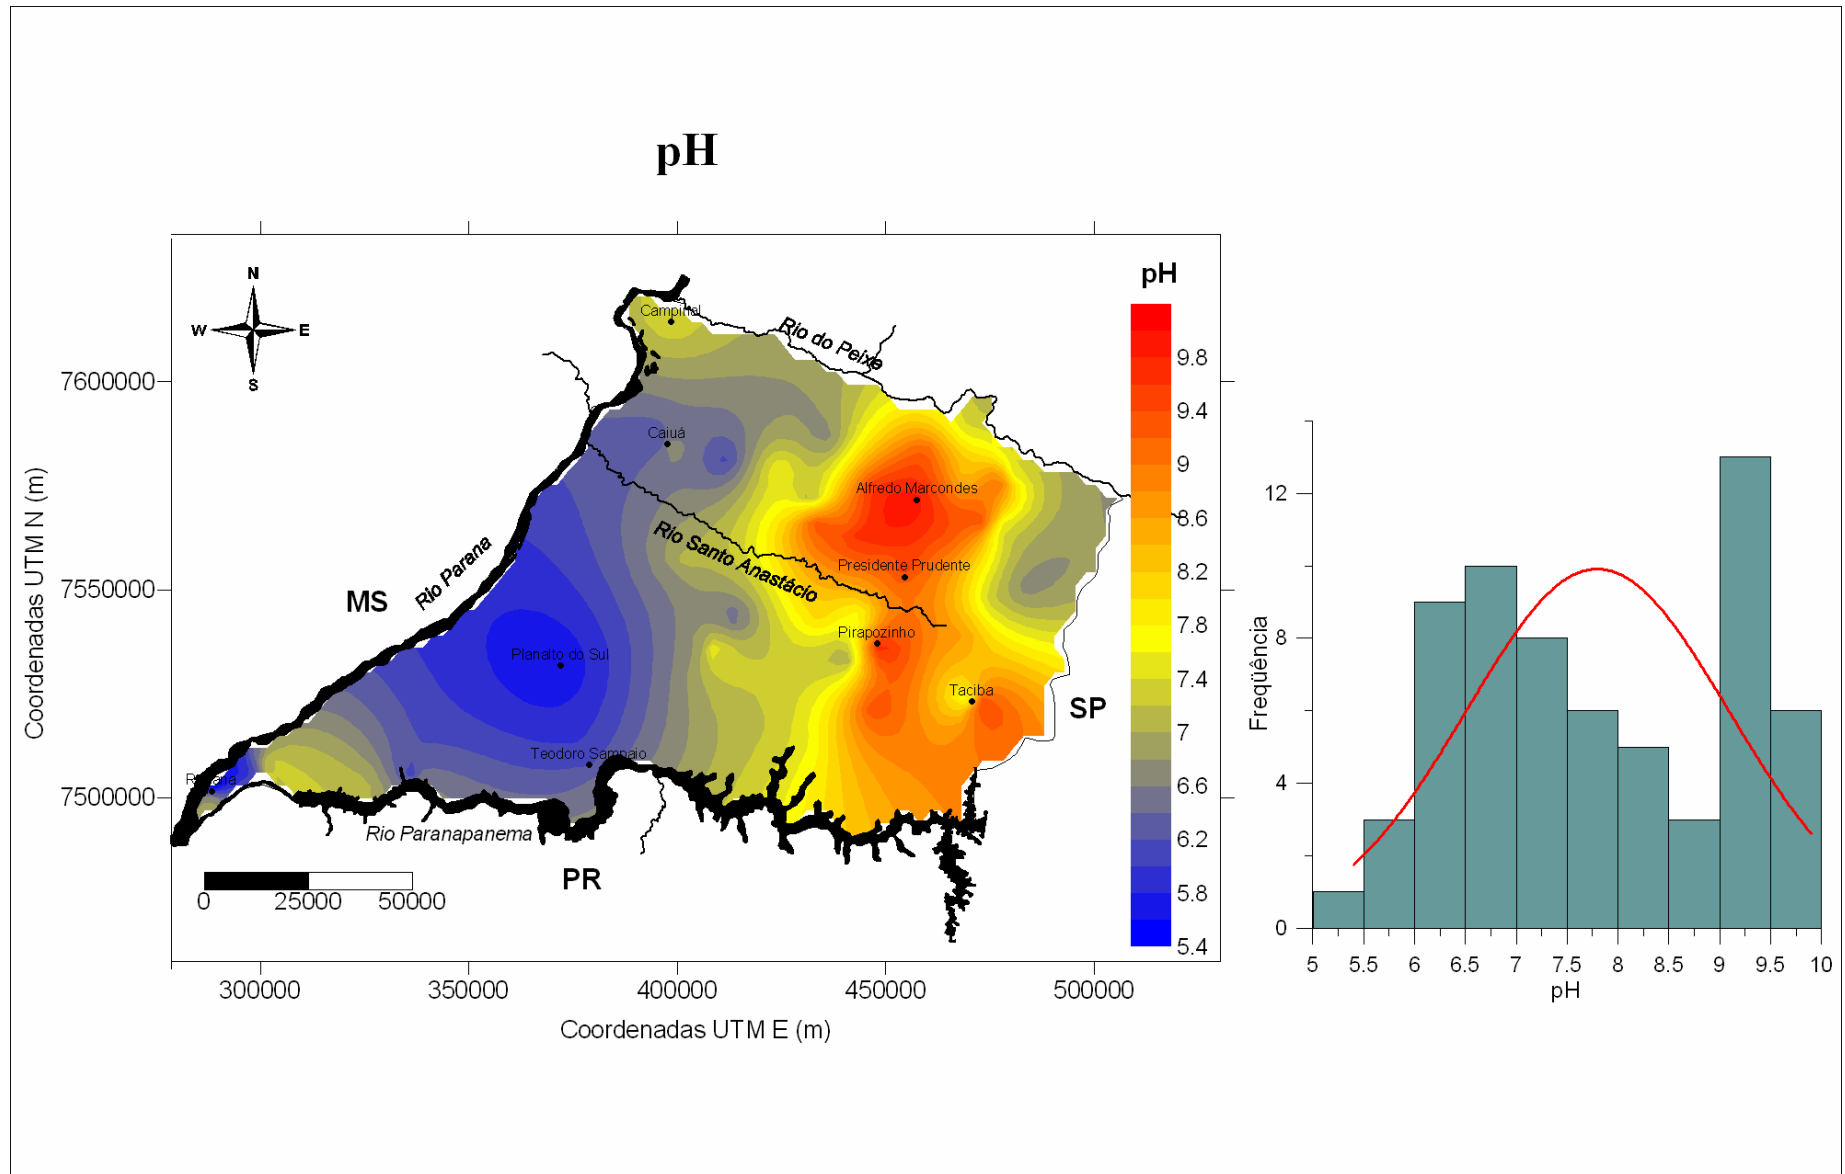 pH
N
W
E
S
7600000
7550000
7500000
Coordenadas UTM N (m)
Campinal
Rio do Peixe
Caiuá
Alfredo Marcondes
Rio Santo Anastácio
Presidente Prudente
MS
Rio Parana
Pirapozinho
Planalto do Sul
Taciba
SP
Teodoro Sampaio
Rio Paranapanema
PR
0
25000
50000
300000
350000
400000
450000
500000
Coordenadas UTM E (m)
pH
9.8
9.4
9
8.6
8.2
7.8
7.4
7
6.6
6.2
5.8
5.4
12
8
4
0
Freqüência
5
5.5
6
6.5
7
7.5
8
8.5
9
9.5
10
pH